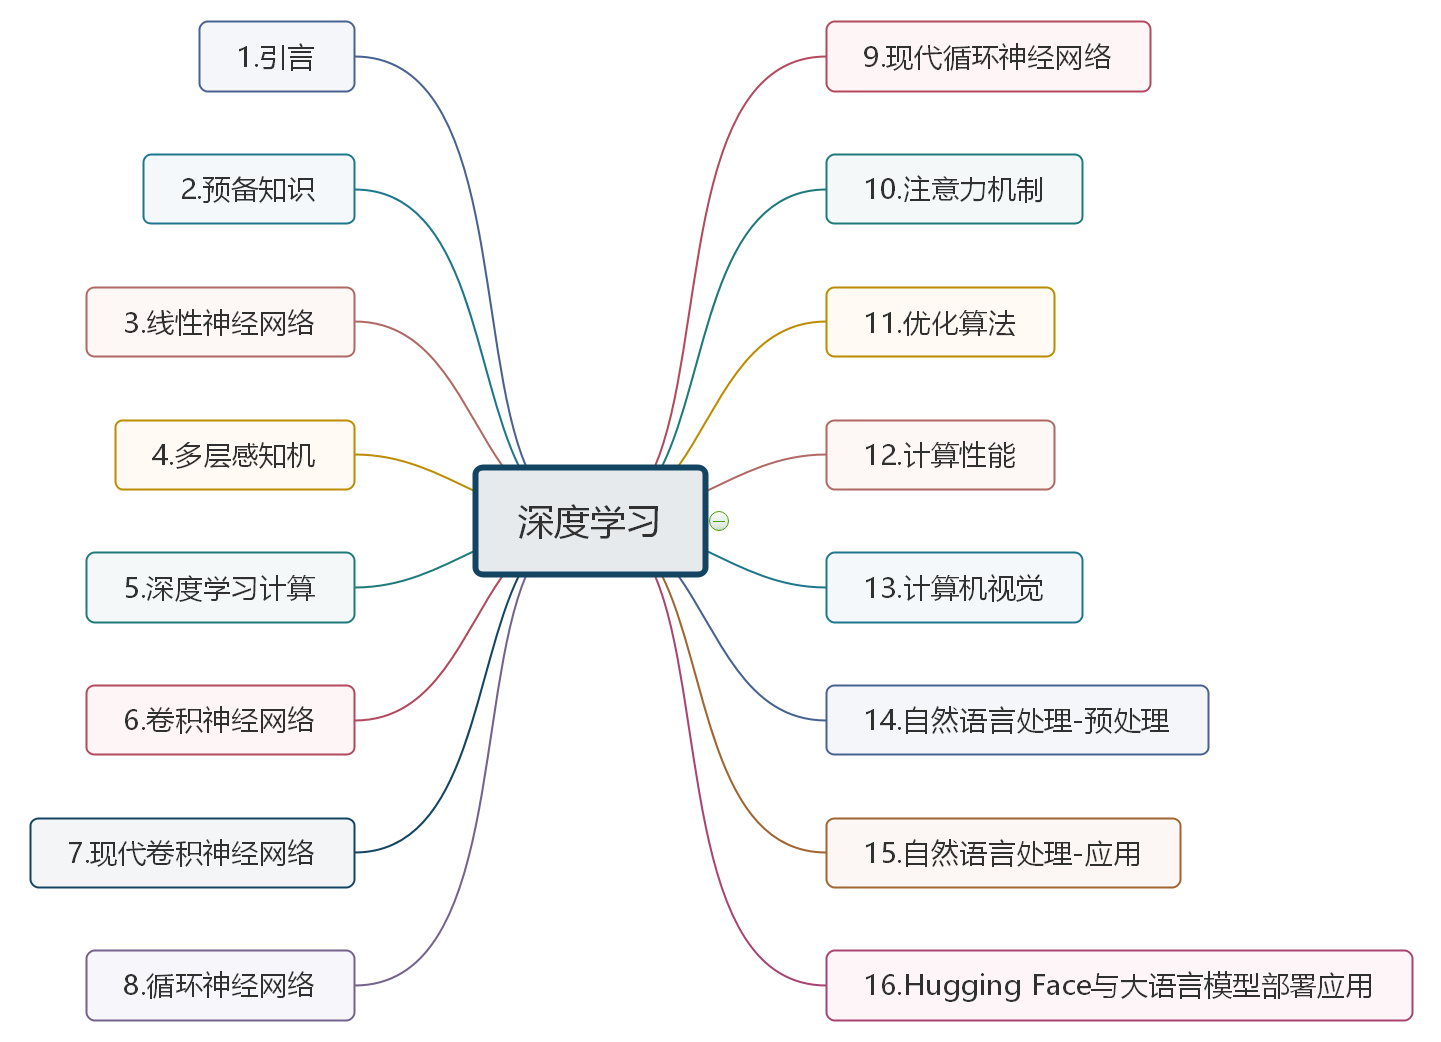 深度学习
1.引言
2.预备知识
3.线性神经网络
4.多层感知机
5.深度学习计算
6.卷积神经网络
7.现代卷积神经网络
8.循环神经网络
9.现代循环神经网络
10.注意力机制
11.优化算法
12.计算性能
13.计算机视觉
14.自然语言处理-预处理
15.自然语言处理-应用
16.Hugging Face与大语言模型部署应用